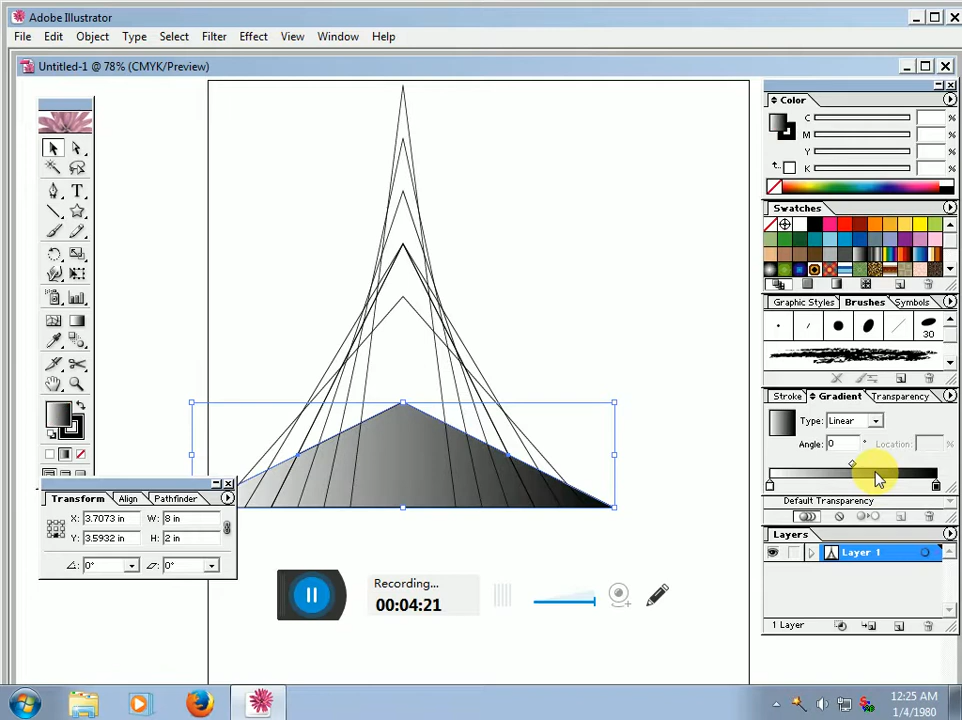 Adobe Illustrator
File Edit Object Type Select Filter Effect View Window Help
Untitled-1 @ 78% (CMYK/Preview)
Color
C %
M %
Y %
K %
Swatches
Graphic Styles Brushes Symbols
30
Stroke Gradient Transparency
Type: Linear
Angle: 0 ° Location: %
Default Transparency
Layers
Layer 1
1 Layer
Transform Align Pathfinder
X: 3.7073 in W: 8 in
Y: 3.5932 in H: 2 in
0° 0°
Recording...
00:04:21
12:25 AM
1/4/1980